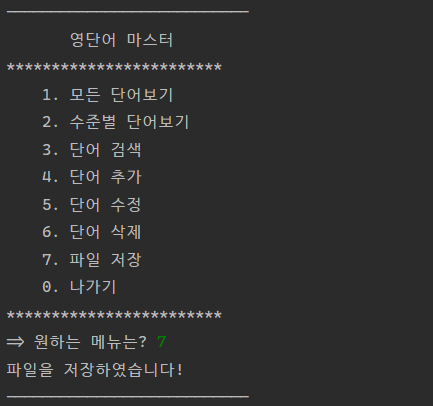 영단어 마스터
************************
1. 모든 단어보기
2. 수준별 단어보기
3. 단어 검색
4. 단어 추가
5. 단어 수정
6. 단어 삭제
7. 파일 저장
0. 나가기
************************
=> 원하는 메뉴는? 7
파일을 저장하였습니다!